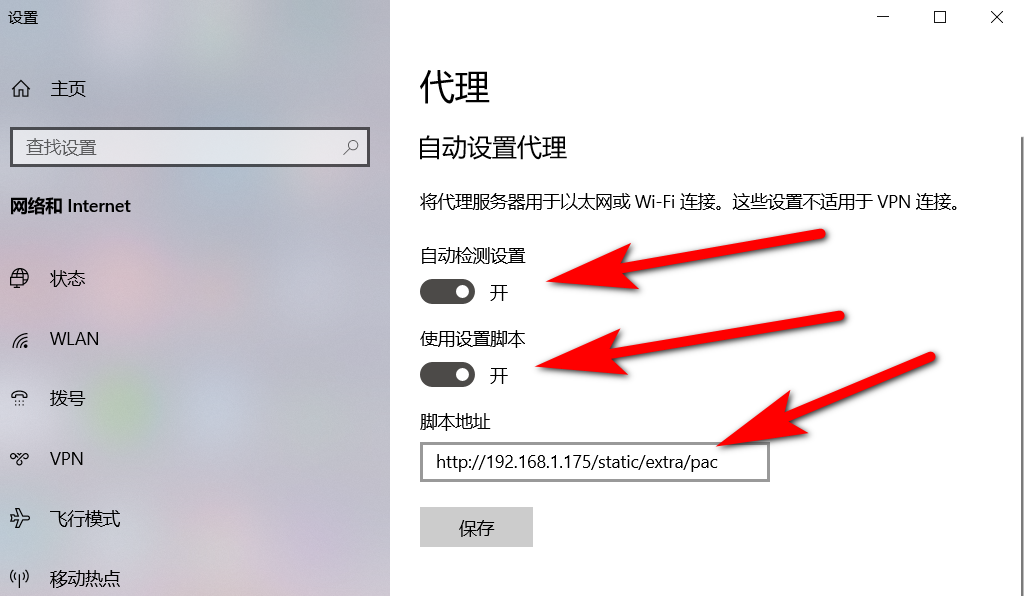 设置
主页
查找设置
网络和 Internet
状态
WLAN
拨号
VPN
飞行模式
移动热点
代理
自动设置代理
将代理服务器用于以太网或 Wi-Fi 连接。这些设置不适用于 VPN 连接。
自动检测设置
开
使用设置脚本
开
脚本地址
http://192.168.1.175/static/extra/pac
保存